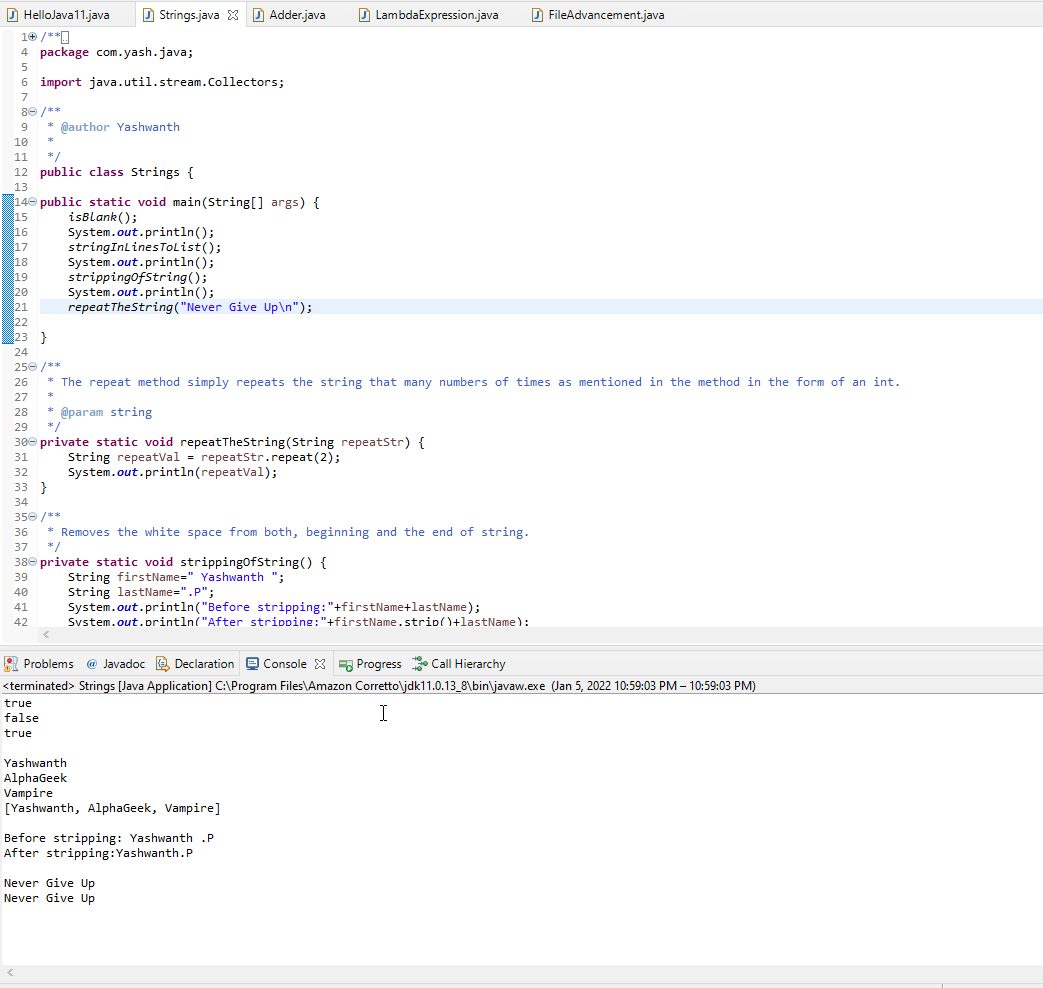 HelloJava11.java Strings.java Adder.java LambdaExpression.java FileAdvancement.java
1 /**
4 package com.yash.java;
5
6 import java.util.stream.Collectors;
7
8 /**
9  * @author Yashwanth
10  *
11  */
12 public class Strings {
13
14 public static void main(String[] args) {
15     isBlank();
16     System.out.println();
17     stringInLinesToList();
18     System.out.println();
19     strippingOfString();
20     System.out.println();
21     repeatTheString("Never Give Up\n");
22
23 }
24
25 /**
26  * The repeat method simply repeats the string that many numbers of times as mentioned in the method in the form of an int.
27  *
28  * @param string
29  */
30 private static void repeatTheString(String repeatStr) {
31     String repeatVal = repeatStr.repeat(2);
32     System.out.println(repeatVal);
33 }
34
35 /**
36  * Removes the white space from both, beginning and the end of string.
37  */
38 private static void strippingOfString() {
39     String firstName=" Yashwanth ";
40     String lastName=".P";
41     System.out.println("Before stripping:"+firstName+lastName);
42     System.out.println("After stripping:"+firstName.strip()+lastName);
Problems @ Javadoc Declaration Console Progress Call Hierarchy
<terminated> Strings [Java Application] C:\Program Files\Amazon Corretto\jdk11.0.13_8\bin\javaw.exe (Jan 5, 2022 10:59:03 PM – 10:59:03 PM)
true
false
true
Yashwanth
AlphaGeek
Vampire
[Yashwanth, AlphaGeek, Vampire]
Before stripping: Yashwanth .P
After stripping:Yashwanth.P
Never Give Up
Never Give Up